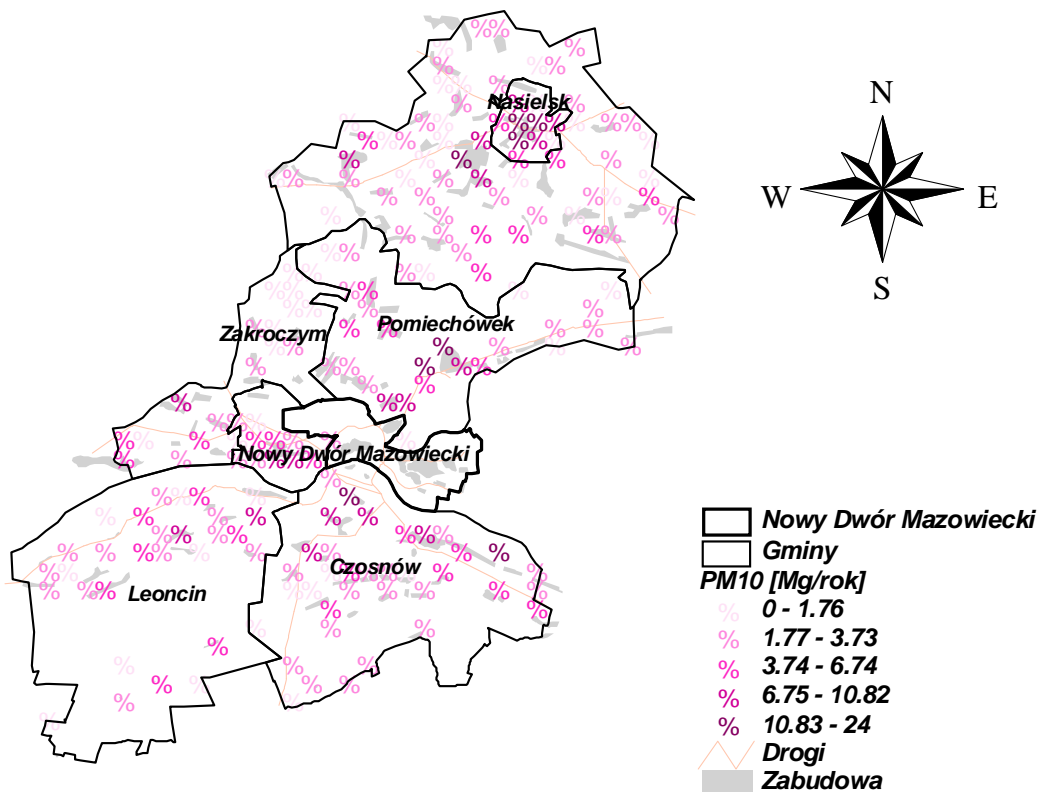 N
W
E
S
Nasielsk
Zakroczym
Pomiechówek
Nowy Dwór Mazowiecki
Leoncin
Czosnów
Nowy Dwór Mazowiecki
Gminy
PM10 [Mg/rok]
% 0 - 1.76
% 1.77 - 3.73
% 3.74 - 6.74
% 6.75 - 10.82
% 10.83 - 24
Drogi
Zabudowa